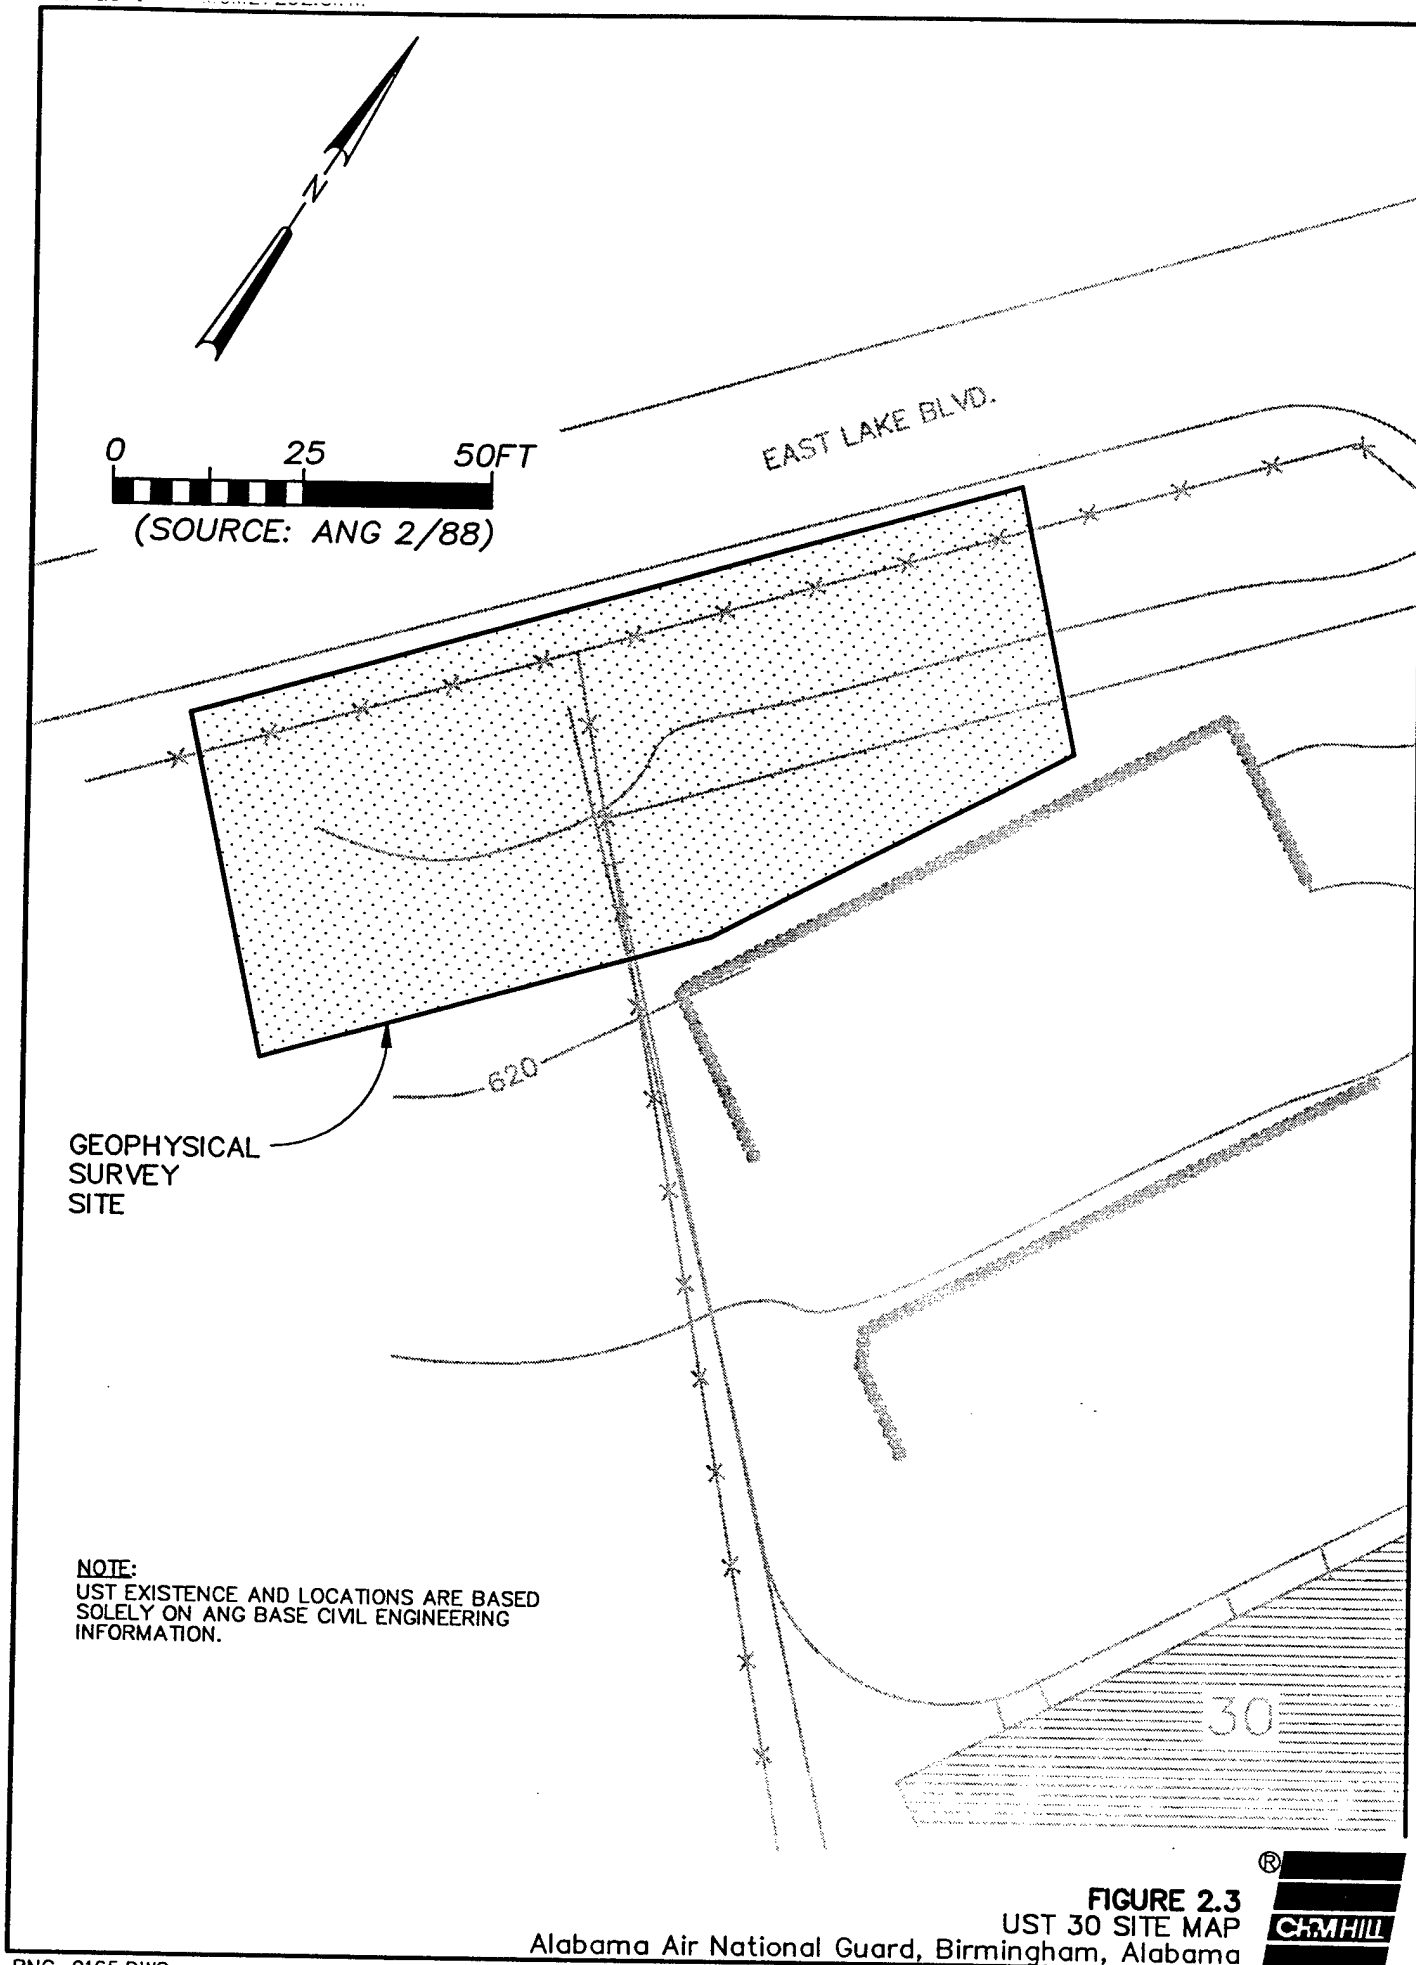 N
0 25 50FT
(SOURCE: ANG 2/88)
EAST LAKE BLVD.
620
GEOPHYSICAL
SURVEY
SITE
NOTE:
UST EXISTENCE AND LOCATIONS ARE BASED
SOLELY ON ANG BASE CIVIL ENGINEERING
INFORMATION.
30
®
FIGURE 2.3
UST 30 SITE MAP
CH2MHILL
Alabama Air National Guard, Birmingham, Alabama